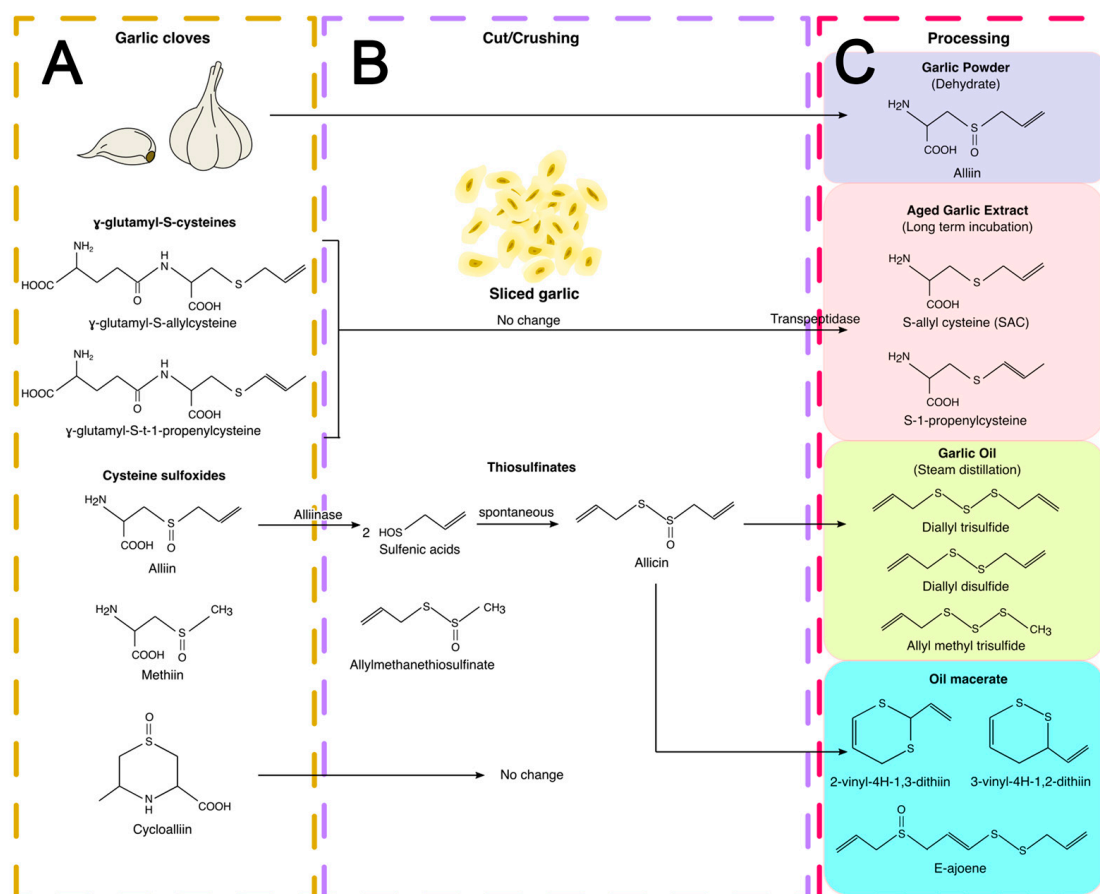 A
Garlic cloves
ɣ-glutamyl-S-cysteines
NH₂
H
N
HOOC
S
O
COOH
ɣ-glutamyl-S-allylcysteine
NH₂
H
N
HOOC
S
O
COOH
ɣ-glutamyl-S-t-1-propenylcysteine
Cysteine sulfoxides
H₂N
S
COOH
O
Alliin
H₂N
CH₃
S
COOH
O
Methiin
O
S
N
H
COOH
Cycloalliin
B
Cut/Crushing
Sliced garlic
No change
Transpeptidase
Thiosulfinates
Alliinase
2
HOS
Sulfenic acids
spontaneous
S
S
O
Allicin
S
CH₃
S
O
Allylmethanethiosulfinate
No change
C
Processing
Garlic Powder
(Dehydrate)
H₂N
S
COOH
O
Alliin
Aged Garlic Extract
(Long term incubation)
H₂N
S
COOH
S-allyl cysteine (SAC)
H₂N
S
COOH
S-1-propenylcysteine
Garlic Oil
(Steam distillation)
S S S
Diallyl trisulfide
S S
Diallyl disulfide
S S S CH₃
Allyl methyl trisulfide
Oil macerate
S
S
2-vinyl-4H-1,3-dithiin
S
S
3-vinyl-4H-1,2-dithiin
O
S S S
E-ajoene